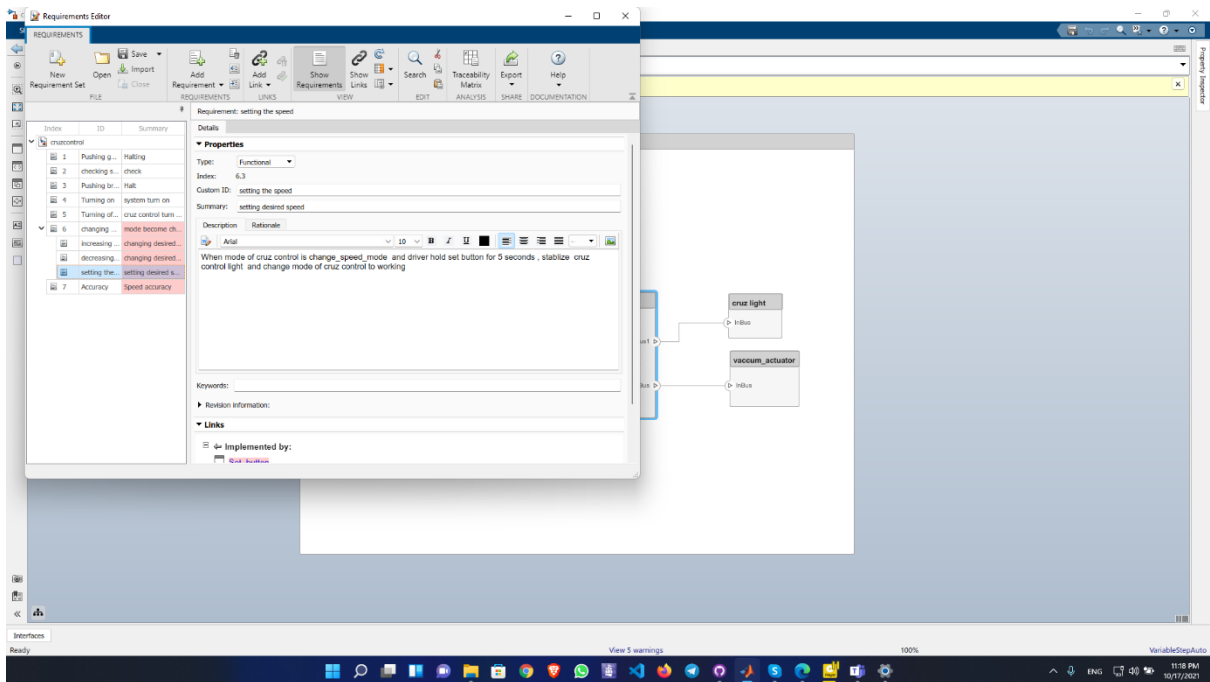 Requirements Editor
REQUIREMENTS
New Requirement Set
Open
Save
Import
Close
FILE
Add Requirement
REQUIREMENTS
Add Link
LINKS
Show Requirements
Show Links
VIEW
Search
EDIT
Traceability Matrix
ANALYSIS
Export
SHARE
Help
DOCUMENTATION
Index ID Summary
cruzcontrol
1 Pushing g... Halting
2 checking s... check
3 Pushing br... Halt
4 Turning on system turn on
5 Turning of... cruz control turn ...
6 changing ... mode become ch...
increasing ... changing desired...
decreasing... changing desired...
setting the... setting desired s...
7 Accuracy Speed accuracy
Requirement: setting the speed
Details
Properties
Type: Functional
Index: 6.3
Custom ID: setting the speed
Summary: setting desired speed
Description Rationale
Arial 10 B I U
When mode of cruz control is change_speed_mode and driver hold set button for 5 seconds , stablize cruz
control light and change mode of cruz control to working
Keywords:
Revision information:
Links
Implemented by:
Set_button
Property Inspector
cruz light
InBus
vaccum_actuator
InBus
Interfaces
Ready
View 5 warnings
100%
VariableStepAuto
ENG
11:18 PM
10/17/2021